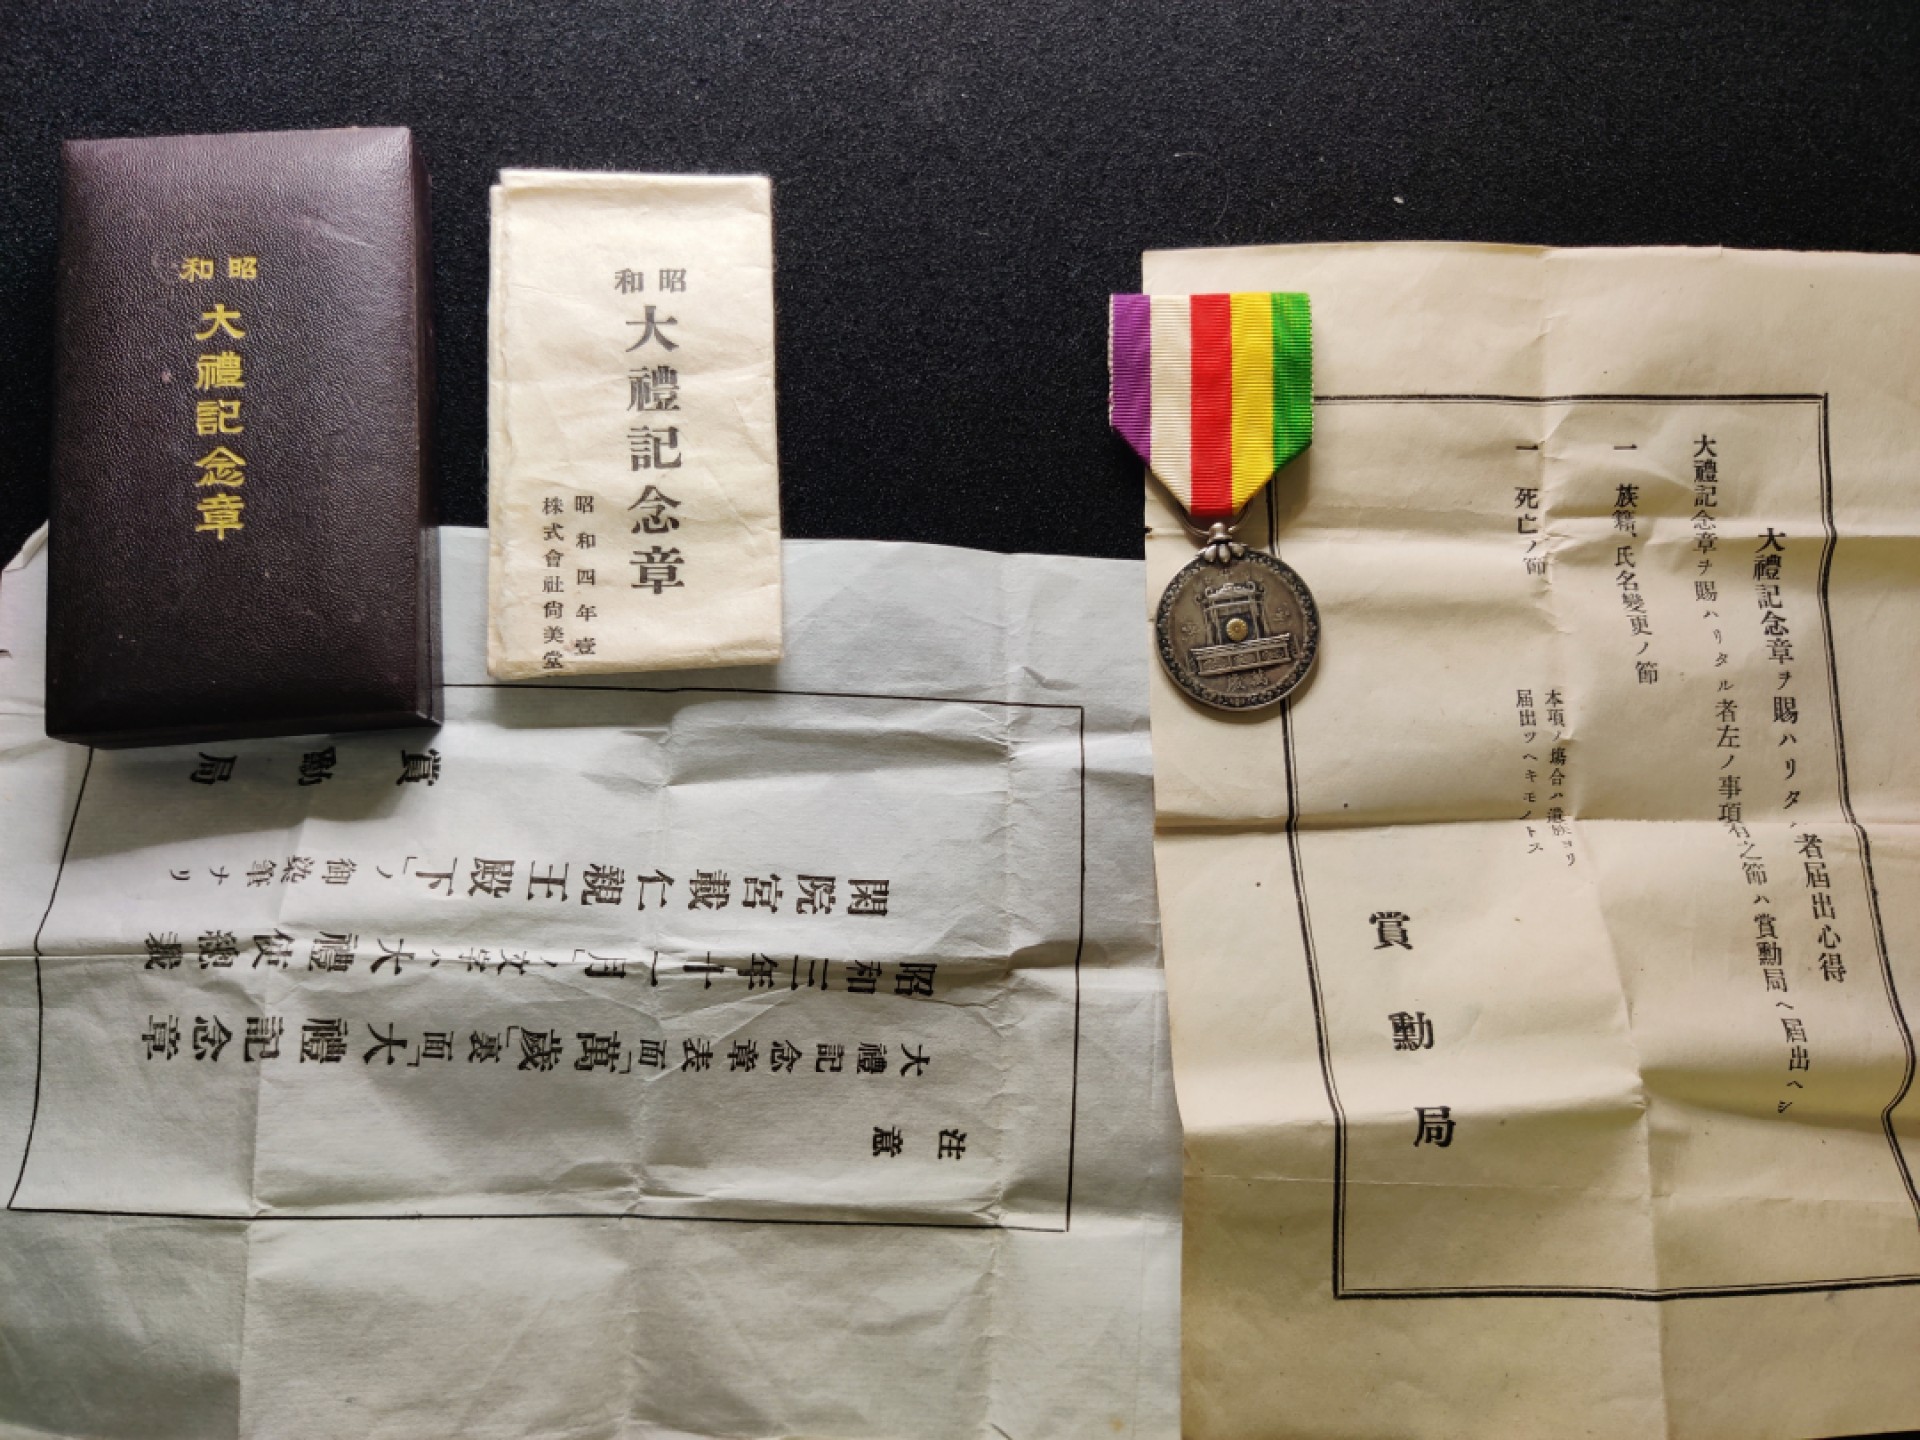 昭和
大禮記念章
昭和
大禮記念章
昭和四年壹
株式會社尙美堂
大禮記念章ヲ賜ハリタ 者届出心得
大禮記念章ヲ賜ハリタル者左ノ事項有之節ハ賞勳局ヘ届出ヘシ
一 族籍、氏名變更ノ節
一 死亡ノ節
本項ノ場合ハ遺族ヨリ
届出ツヘキモノトス
賞勳局
注意
大禮記念章表面「萬歲」裏面「大禮記念章
昭和三年十一月」ノ文字ハ大禮使總裁
閑院宮載仁親王殿下ノ御染筆ナリ
賞勳局
萬歲